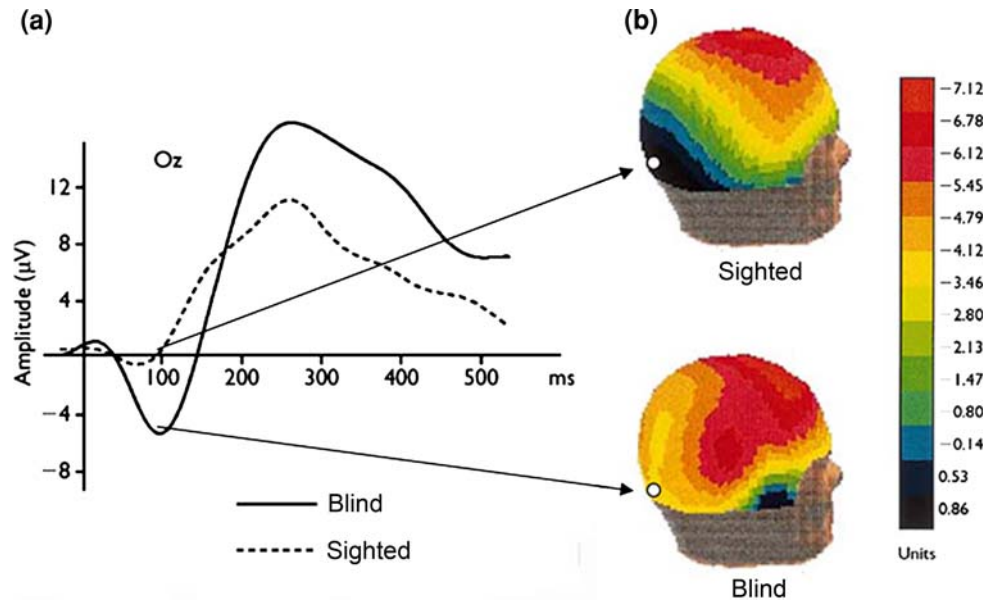 (a)
Oz
12
8
4
−4
−8
Amplitude (µV)
100 200 300 400 500 ms
Blind
Sighted
(b)
Sighted
Blind
−7.12
−6.78
−6.12
−5.45
−4.79
−4.12
−3.46
−2.80
−2.13
−1.47
−0.80
−0.14
0.53
0.86
Units